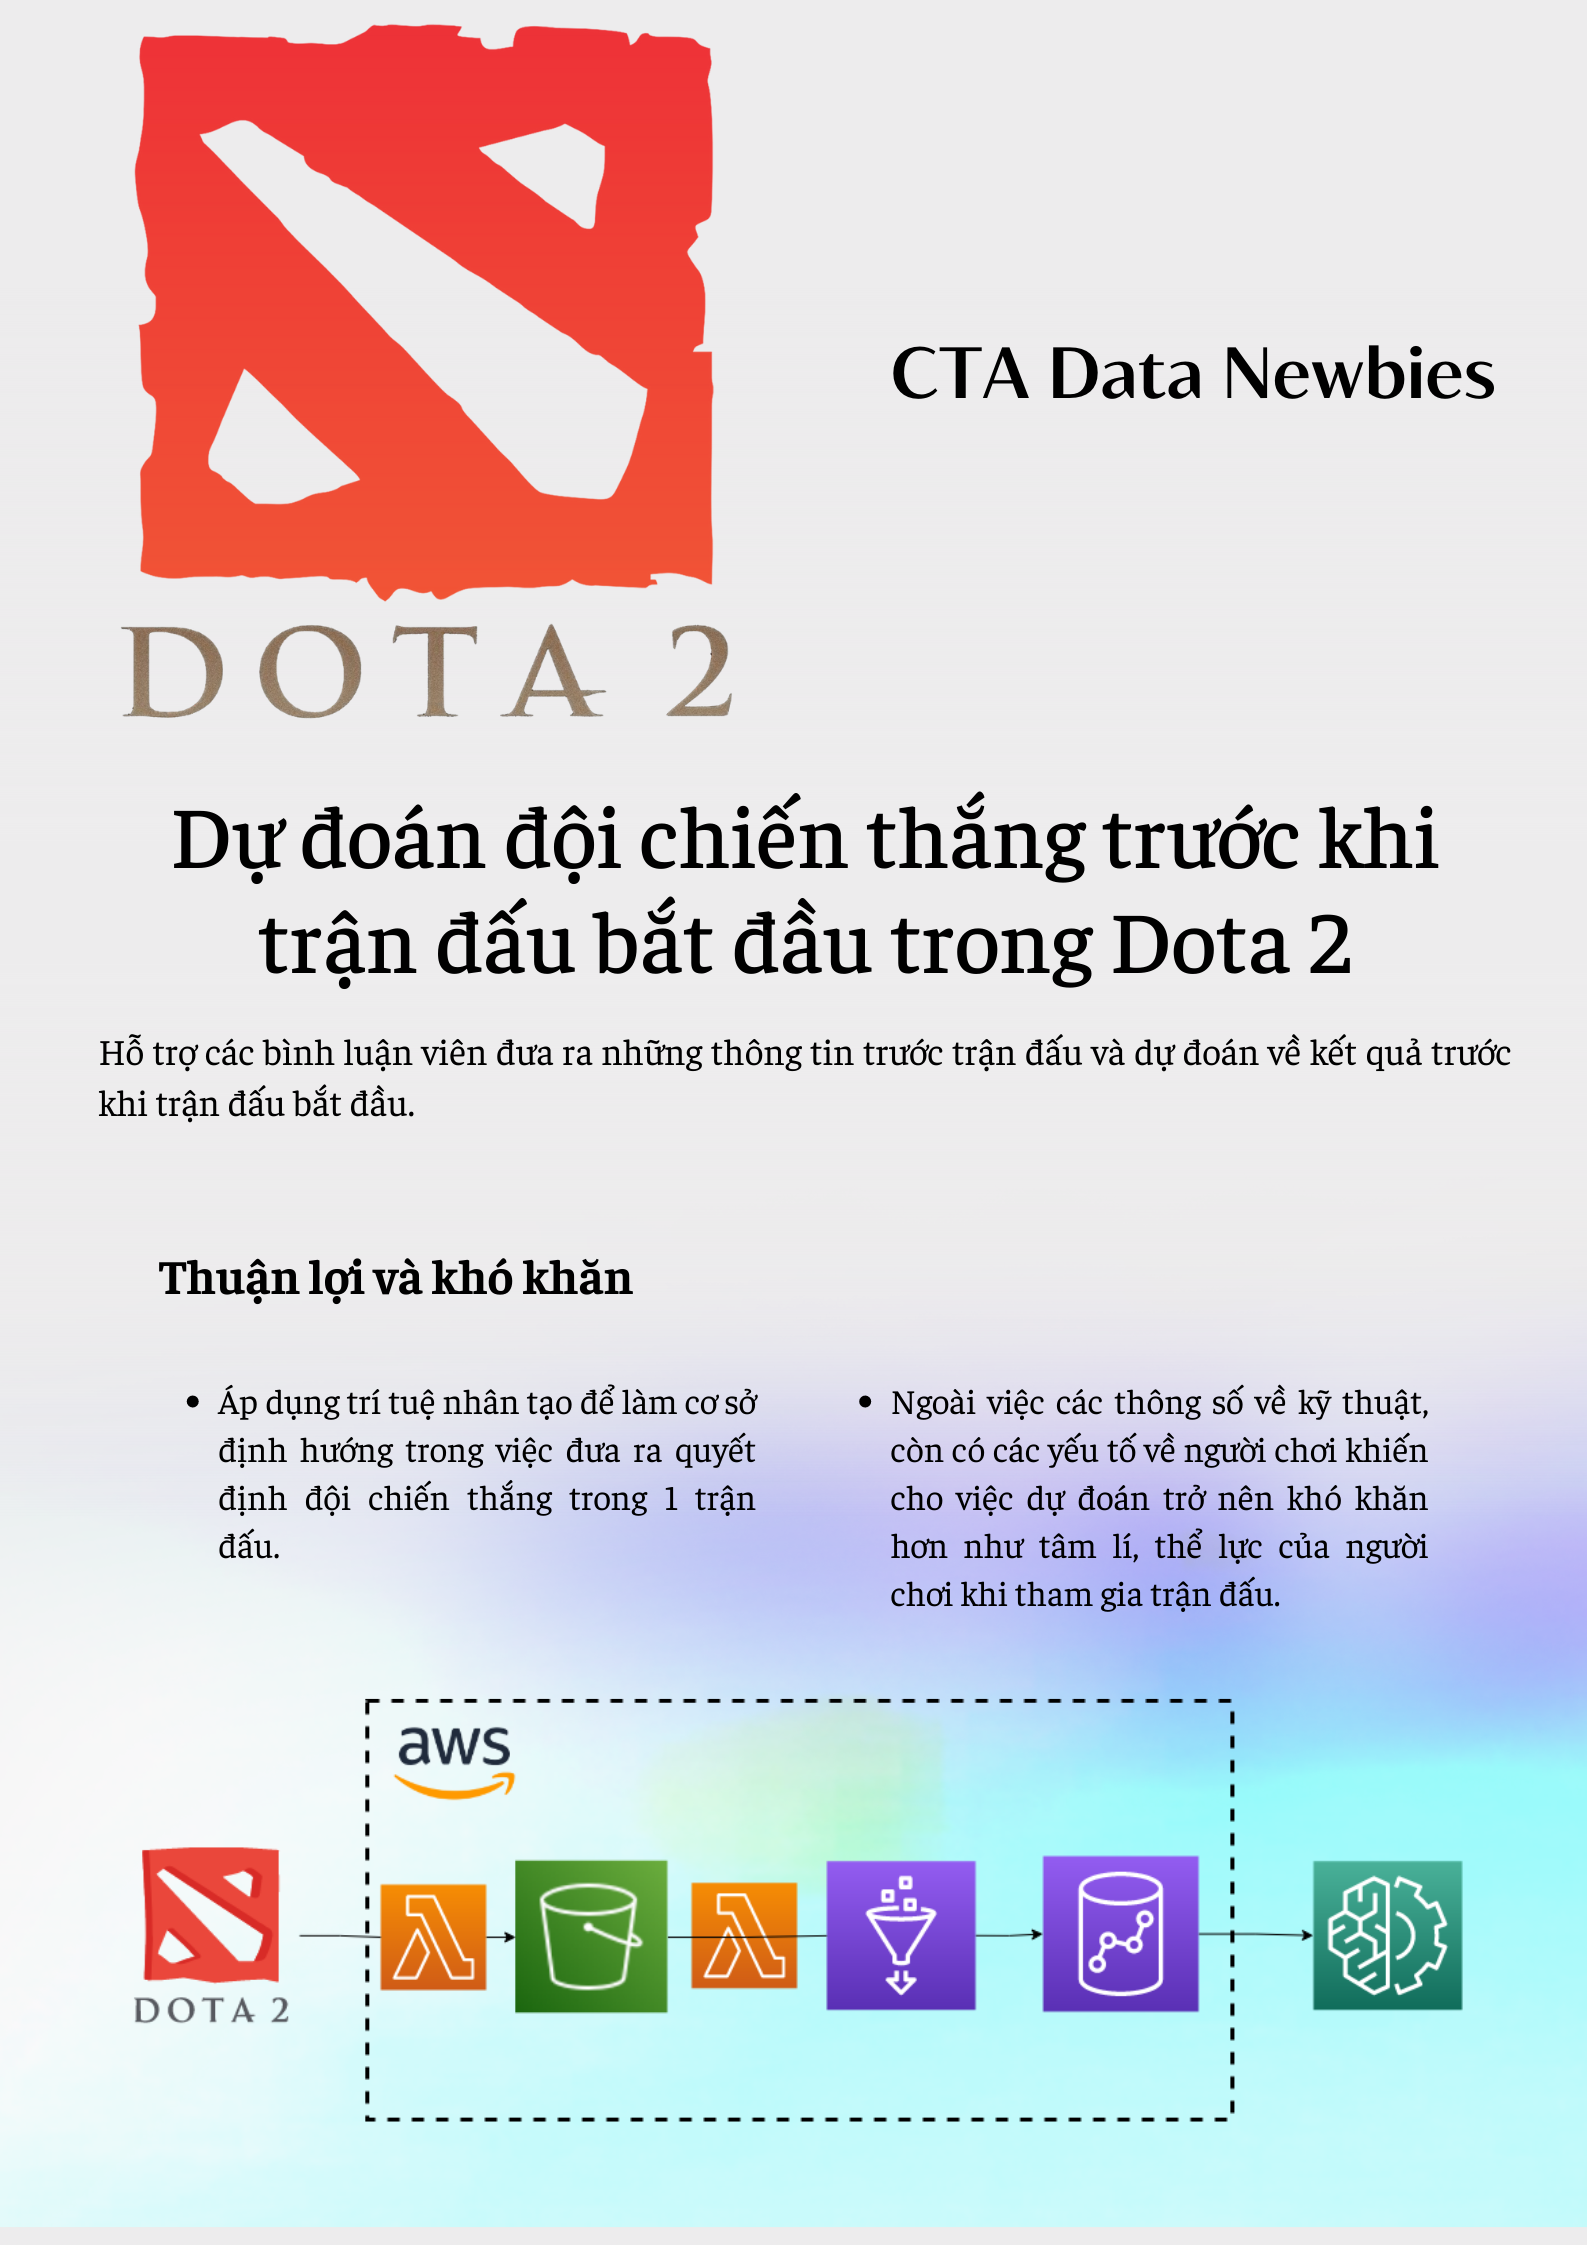 DOTA 2
CTA Data Newbies
Dự đoán đội chiến thắng trước khi
trận đấu bắt đầu trong Dota 2
Hỗ trợ các bình luận viên đưa ra những thông tin trước trận đấu và dự đoán về kết quả trước
khi trận đấu bắt đầu.
Thuận lợi và khó khăn
• Áp dụng trí tuệ nhân tạo để làm cơ sở
định hướng trong việc đưa ra quyết
định đội chiến thắng trong 1 trận
đấu.
• Ngoài việc các thông số về kỹ thuật,
còn có các yếu tố về người chơi khiến
cho việc dự đoán trở nên khó khăn
hơn như tâm lí, thể lực của người
chơi khi tham gia trận đấu.
aws
DOTA 2